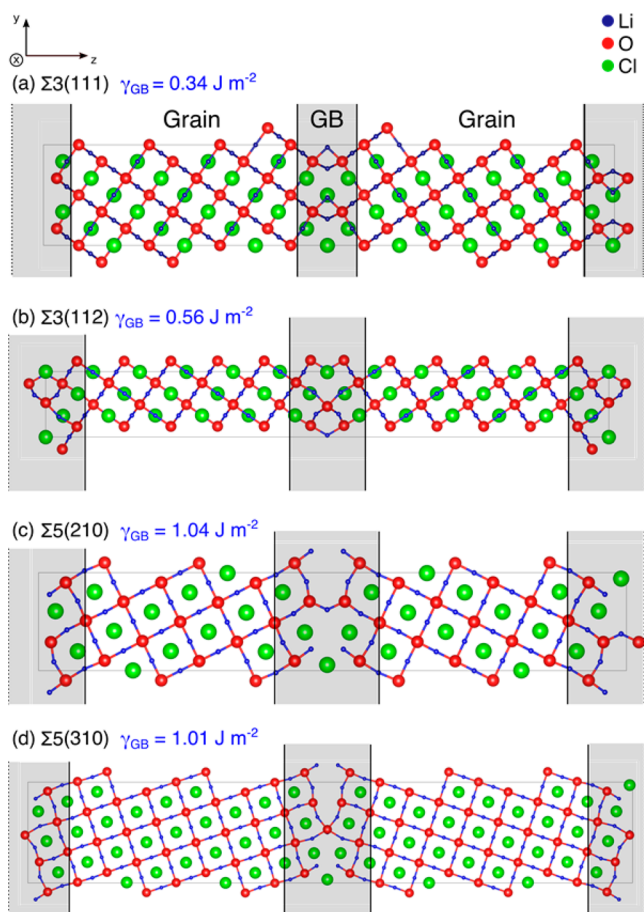 y
x
z
Li
O
Cl
(a) Σ3(111) γGB = 0.34 J m-2
Grain GB Grain
(b) Σ3(112) γGB = 0.56 J m-2
(c) Σ5(210) γGB = 1.04 J m-2
(d) Σ5(310) γGB = 1.01 J m-2